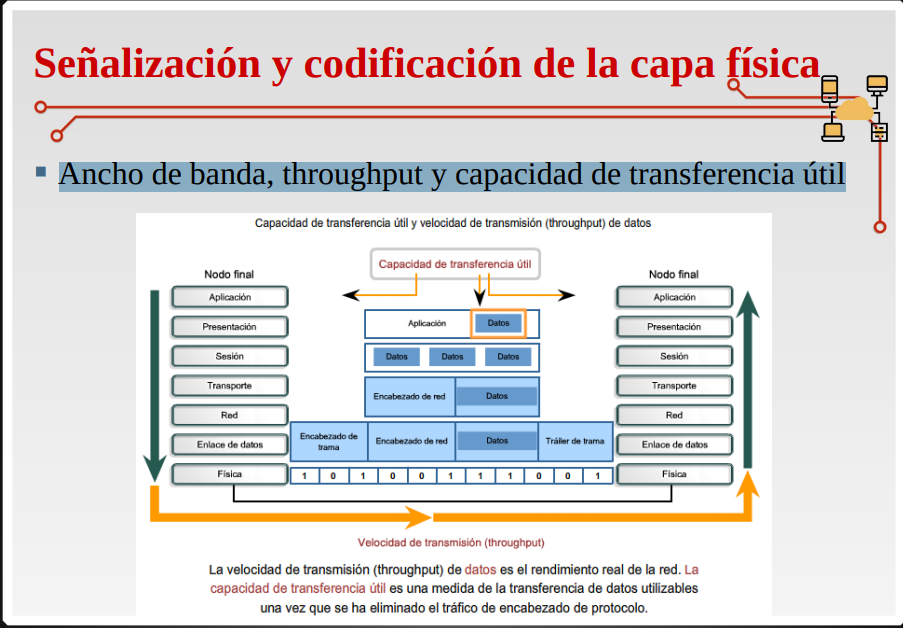 Señalización y codificación de la capa física
Ancho de banda, throughput y capacidad de transferencia útil
Capacidad de transferencia útil y velocidad de transmisión (throughput) de datos
Capacidad de transferencia útil
Nodo final
Nodo final
Aplicación
Aplicación
Datos
Aplicación
Presentación
Datos
Datos
Datos
Presentación
Sesión
Sesión
Transporte
Encabezado de red
Datos
Transporte
Red
Red
Enlace de datos
Encabezado de
trama
Encabezado de red
Datos
Tráiler de trama
Enlace de datos
Física
1 0 1 0 0 1 1 1 0 0 1
Física
Velocidad de transmisión (throughput)
La velocidad de transmisión (throughput) de datos es el rendimiento real de la red. La
capacidad de transferencia útil es una medida de la transferencia de datos utilizables
una vez que se ha eliminado el tráfico de encabezado de protocolo.